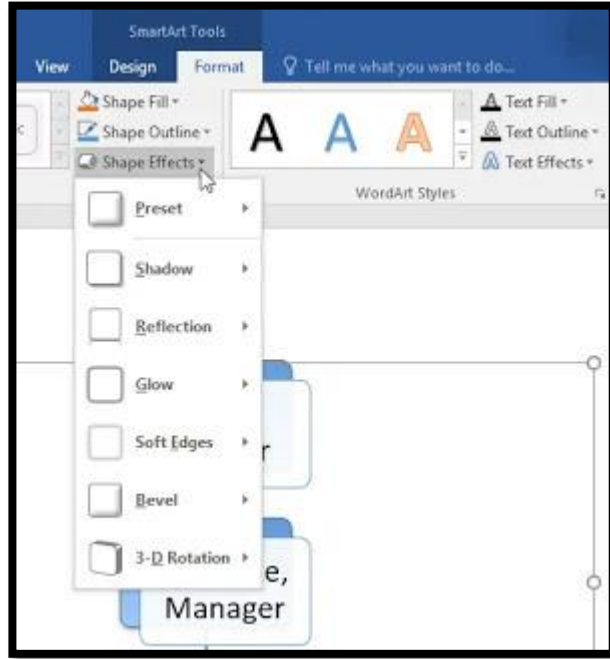 SmartArt Tools
View Design Format Tell me what you want to do...
Shape Fill
Shape Outline
Shape Effects
A A A
Text Fill
Text Outline
Text Effects
WordArt Styles
Preset
Shadow
Reflection
Glow
Soft Edges
Bevel
3-D Rotation
r
e,
Manager